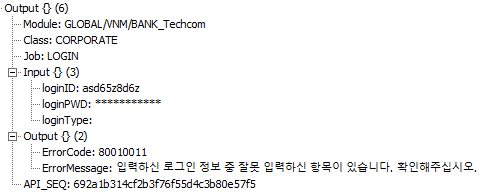 Output {} (6)
Module: GLOBAL/VNM/BANK_Techcom
Class: CORPORATE
Job: LOGIN
Input {} (3)
loginID: asd65z8d6z
loginPWD: ***********
loginType:
Output {} (2)
ErrorCode: 80010011
ErrorMessage: 입력하신 로그인 정보 중 잘못 입력하신 항목이 있습니다. 확인해주십시오.
API_SEQ: 692a1b314cf2b3f76f55d4c3b80e57f5